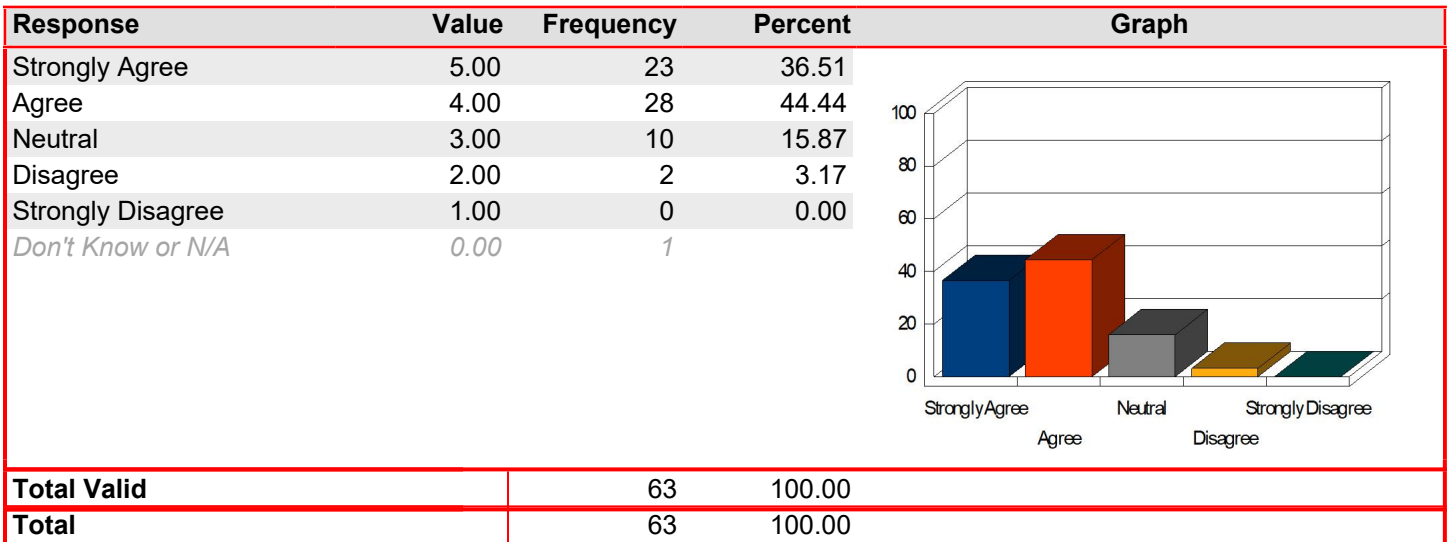 Response Value Frequency Percent Graph
Strongly Agree 5.00 23 36.51
Agree 4.00 28 44.44
Neutral 3.00 10 15.87
Disagree 2.00 2 3.17
Strongly Disagree 1.00 0 0.00
Don't Know or N/A 0.00 1
100
80
60
40
20
0
Strongly Agree Neutral Strongly Disagree
Agree Disagree
Total Valid 63 100.00
Total 63 100.00